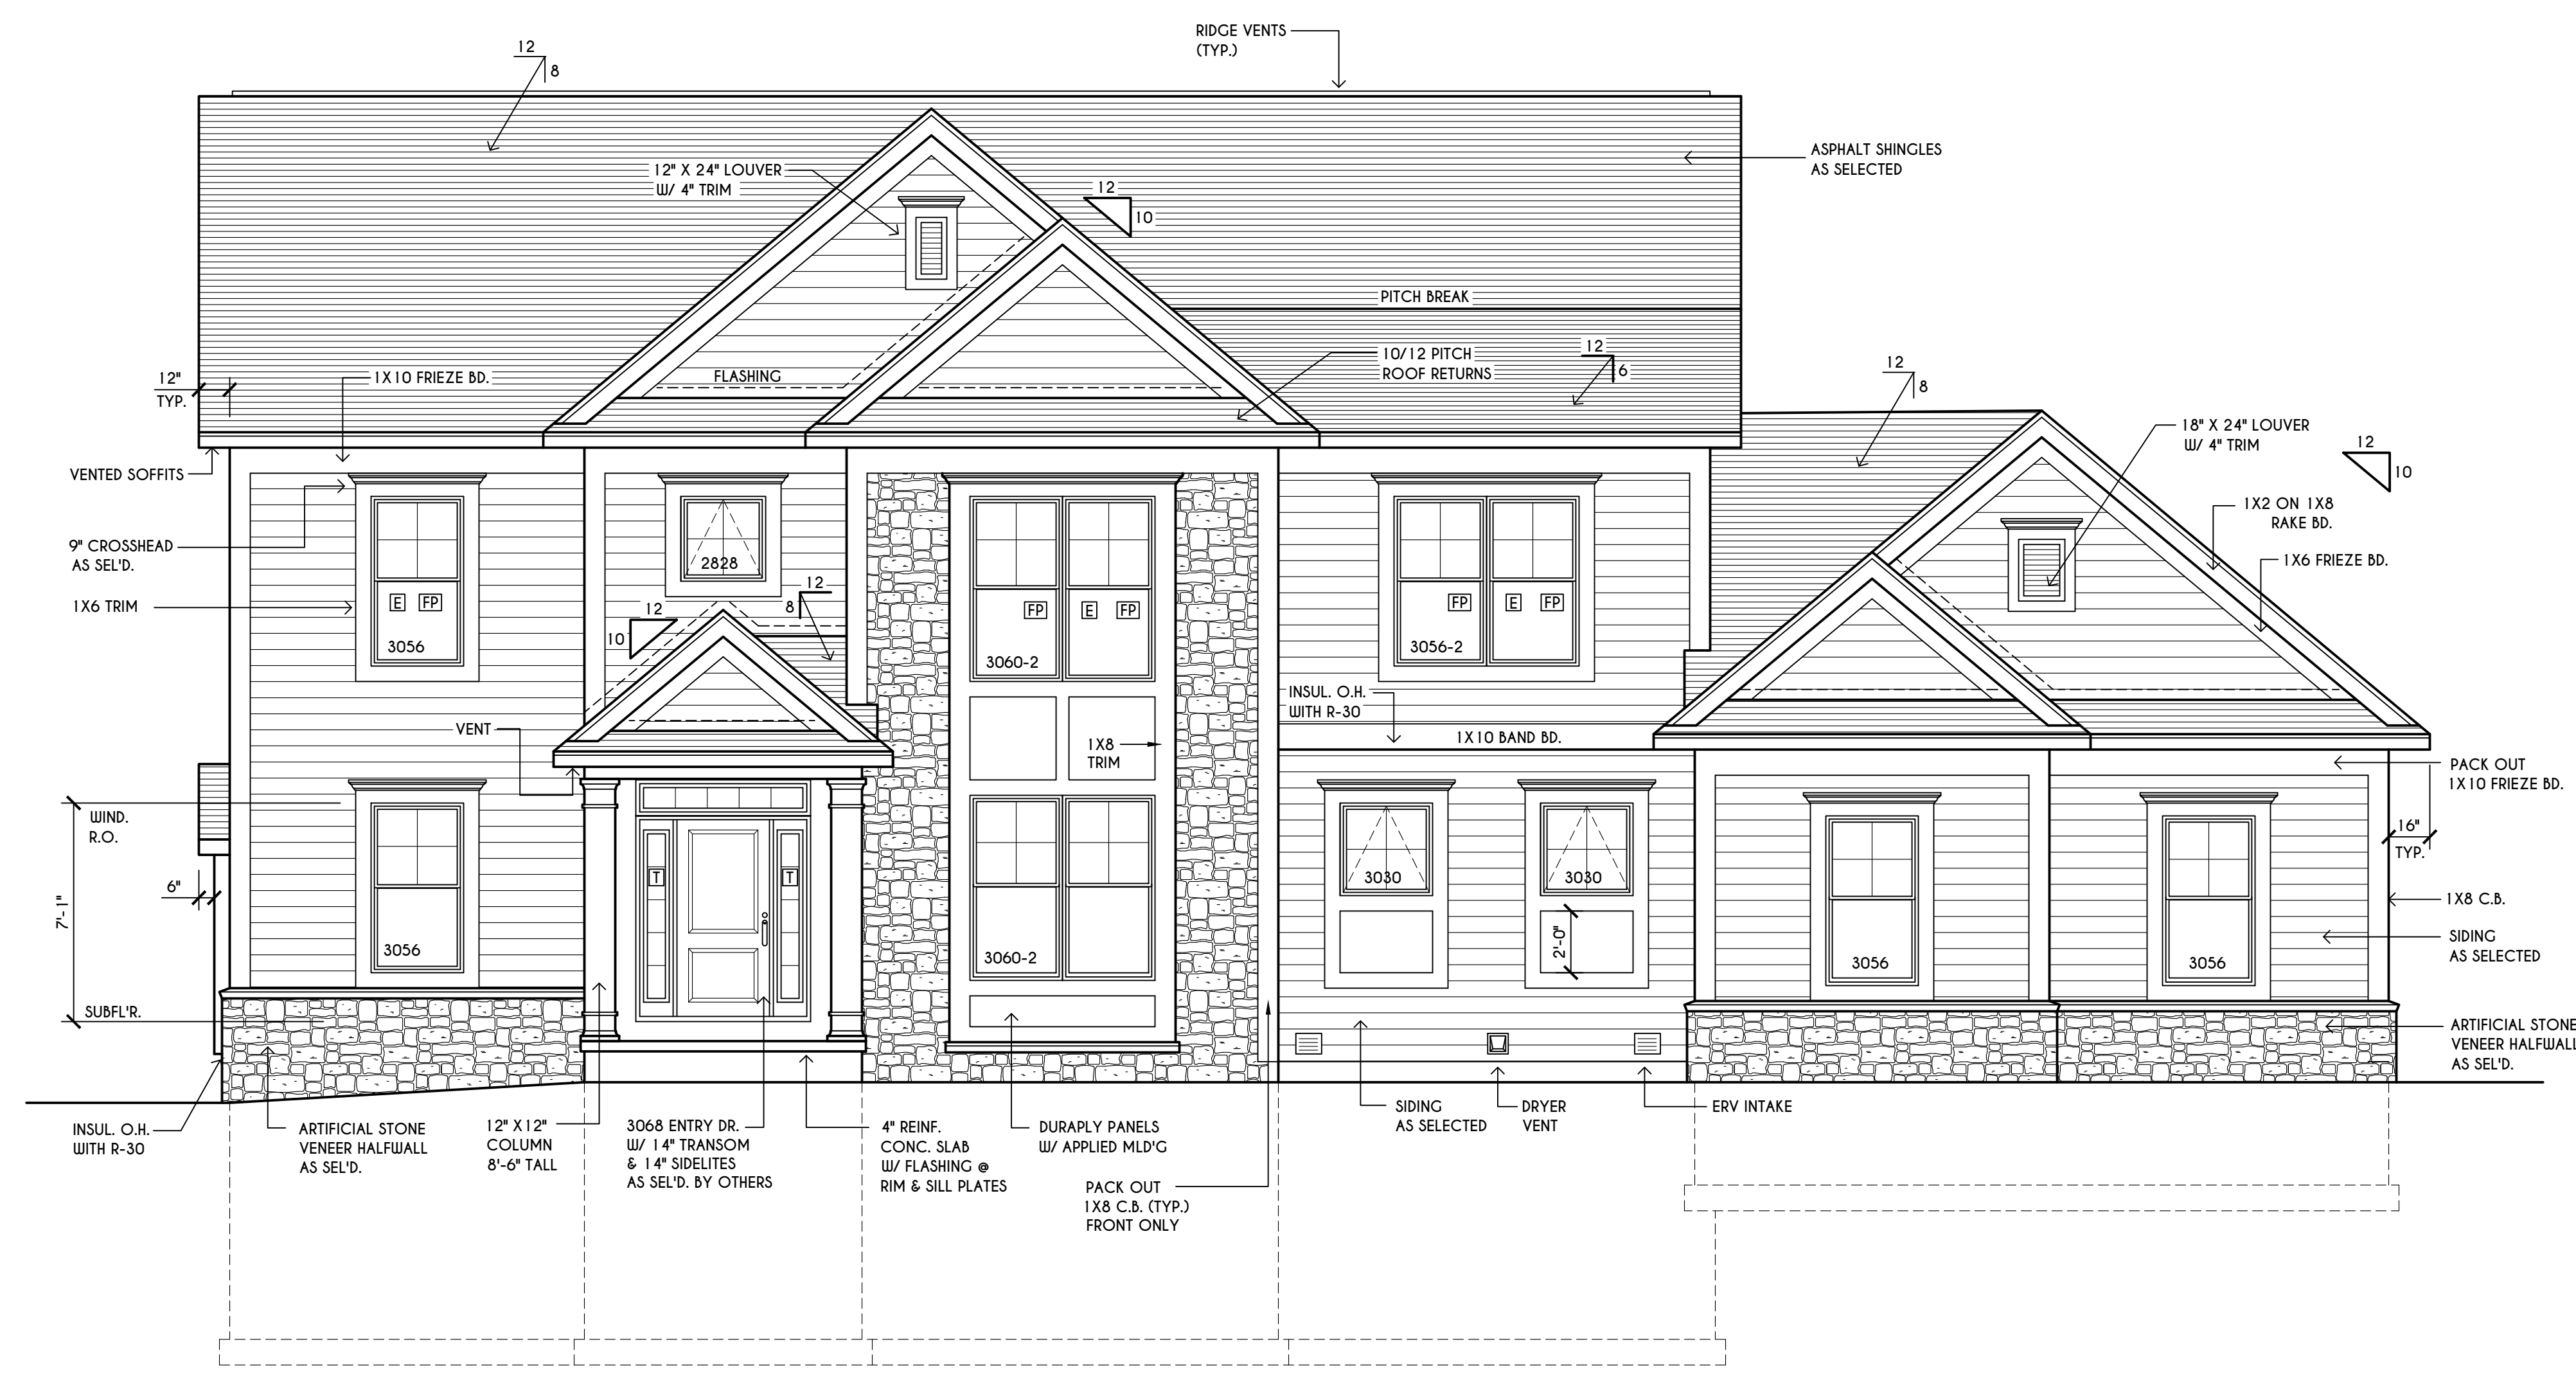 RIDGE VENTS
(TYP.)
12
8
ASPHALT SHINGLES
AS SELECTED
12" X 24" LOUVER
W/ 4" TRIM
12
10
PITCH BREAK
12
6
10/12 PITCH
ROOF RETURNS
FLASHING
1X10 FRIEZE BD.
12"
TYP.
12
8
18" X 24" LOUVER
W/ 4" TRIM
12
10
VENTED SOFFITS
1X2 ON 1X8
RAKE BD.
9" CROSSHEAD
AS SEL'D.
1X6 FRIEZE BD.
2828
1X6 TRIM
E
FP
3056
12
10
12
8
FP
E
FP
3060-2
FP
E
FP
3056-2
INSUL. O.H.
WITH R-30
VENT
1X8
TRIM
1X10 BAND BD.
PACK OUT
1X10 FRIEZE BD.
WIND.
R.O.
16"
TYP.
6"
7'-1"
T
T
3030
3030
1X8 C.B.
2'-0"
SIDING
AS SELECTED
3056
3060-2
3056
3056
SUBFL'R.
ARTIFICIAL STONE
VENEER HALFWALL
AS SEL'D.
INSUL. O.H.
WITH R-30
ARTIFICIAL STONE
VENEER HALFWALL
AS SEL'D.
12" X12"
COLUMN
8'-6" TALL
3068 ENTRY DR.
W/ 14" TRANSOM
& 14" SIDELITES
AS SEL'D. BY OTHERS
4" REINF.
CONC. SLAB
W/ FLASHING @
RIM & SILL PLATES
DURAPLY PANELS
W/ APPLIED MLD'G
PACK OUT
1X8 C.B. (TYP.)
FRONT ONLY
SIDING
AS SELECTED
DRYER
VENT
ERV INTAKE